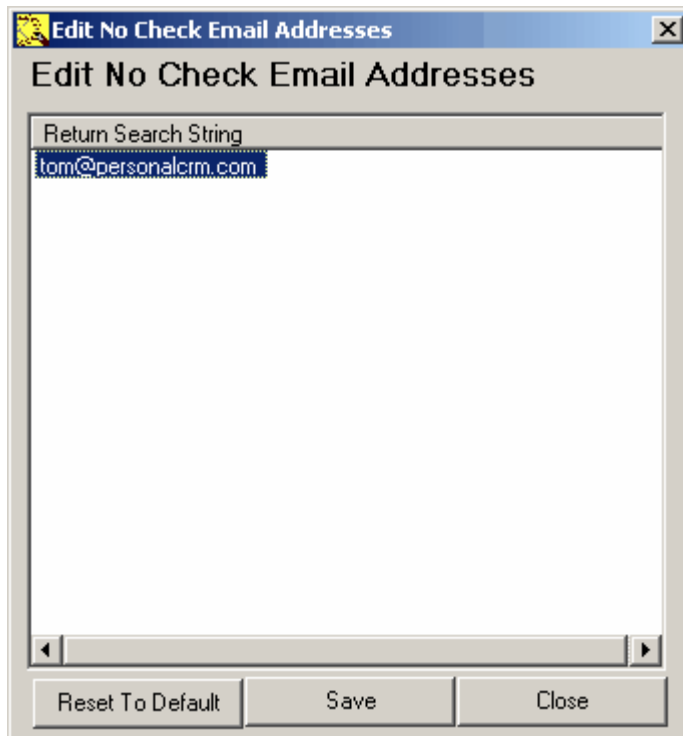 Edit No Check Email Addresses
Edit No Check Email Addresses
Return Search String
tom@personalcrm.com
Reset To Default Save Close